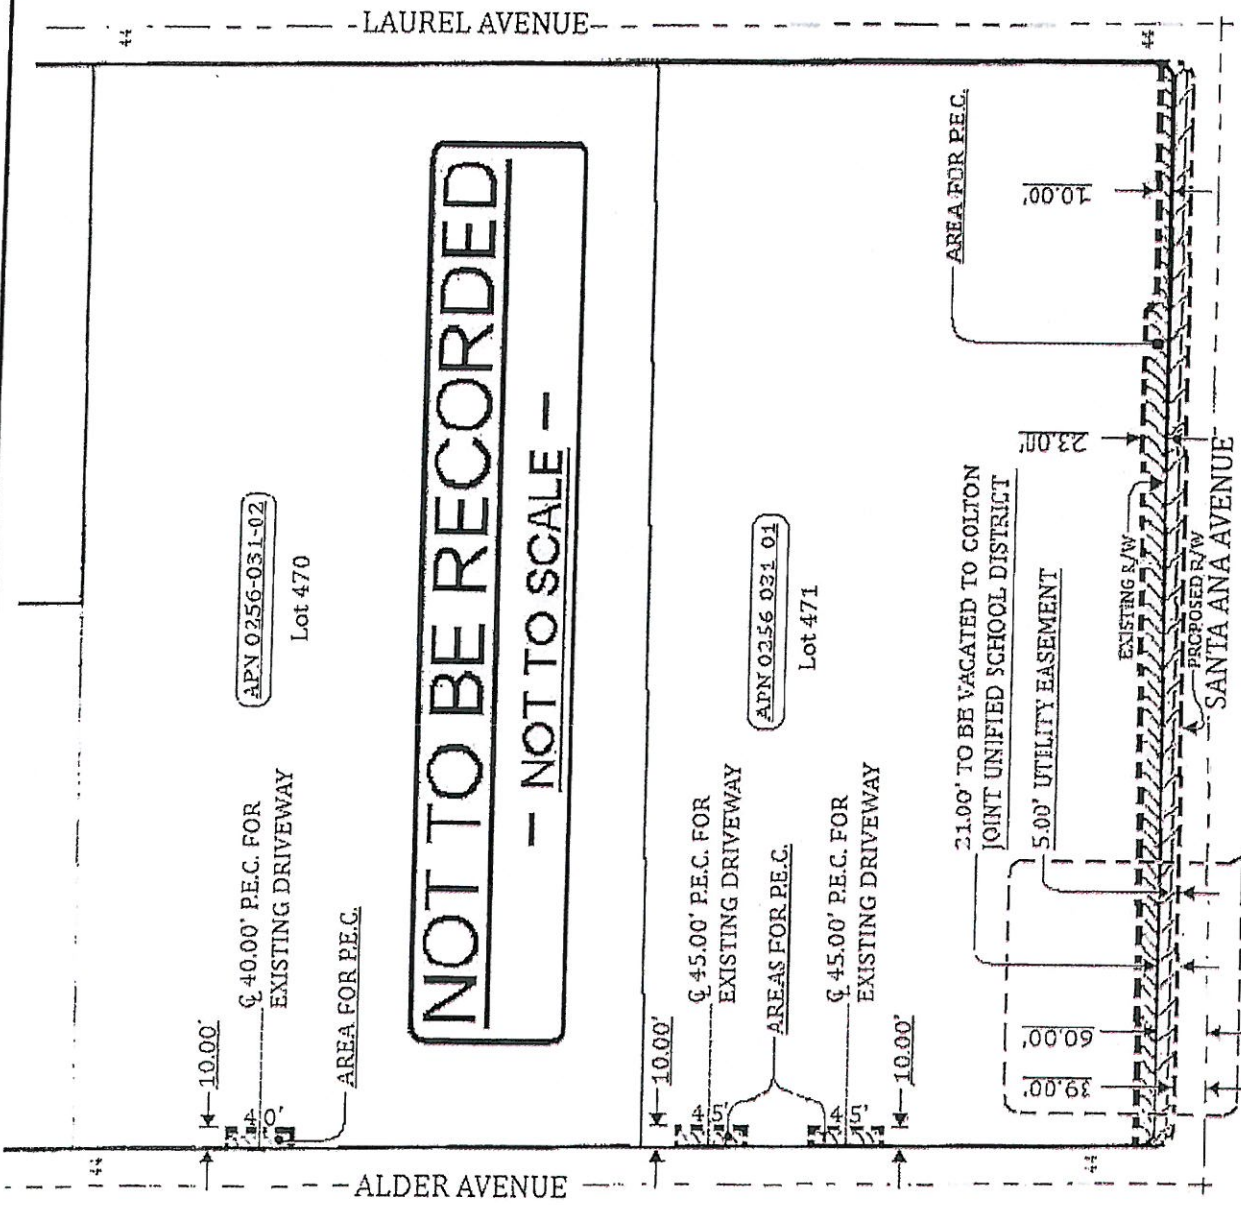 LAUREL AVENUE
44
44
APN 0256-031-02
Lot 470
NOT TO BE RECORDED
- NOT TO SCALE -
APN 0256 031 01
Lot 471
AREA FOR P.E.C.
10.00'
23.00'
℄ 40.00' P.E.C. FOR
EXISTING DRIVEWAY
AREA FOR P.E.C.
10.00'
40'
℄ 45.00' P.E.C. FOR
EXISTING DRIVEWAY
AREAS FOR P.E.C.
℄ 45.00' P.E.C. FOR
EXISTING DRIVEWAY
10.00'
45'
45'
10.00'
21.00' TO BE VACATED TO COLTON
JOINT UNIFIED SCHOOL DISTRICT
5.00' UTILITY EASEMENT
EXISTING R/W
PROPOSED R/W
SANTA ANA AVENUE
60.00'
39.00'
44
44
ALDER AVENUE